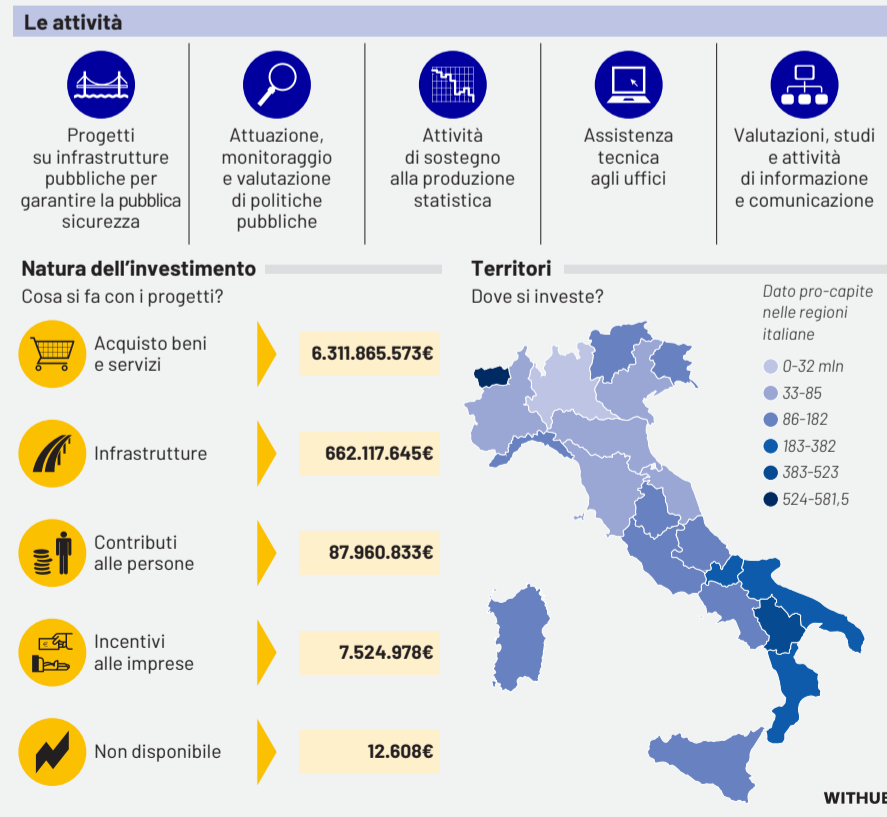 Le attività
Progetti
su infrastrutture
pubbliche per
garantire la pubblica
sicurezza
Attuazione,
monitoraggio
e valutazione
di politiche
pubbliche
Attività
di sostegno
alla produzione
statistica
Assistenza
tecnica
agli uffici
Valutazioni, studi
e attività
di informazione
e comunicazione
Natura dell'investimento
Cosa si fa con i progetti?
Acquisto beni
e servizi
6.311.865.573€
Infrastrutture
662.117.645€
Contributi
alle persone
87.960.833€
Incentivi
alle imprese
7.524.978€
Non disponibile
12.608€
Territori
Dove si investe?
Dato pro-capite
nelle regioni
italiane
0-32 mln
33-85
86-182
183-382
383-523
524-581,5
WITHUB